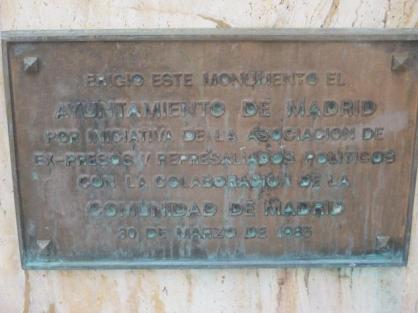 ERIGIO ESTE MONUMENTO EL
AYUNTAMIENTO DE MADRID
POR INICIATIVA DE LA ASOCIACION DE
EX-PRESOS Y REPRESALIADOS POLITICOS
CON LA COLABORACION DE LA
COMUNIDAD DE MADRID
30 DE MARZO DE 1985